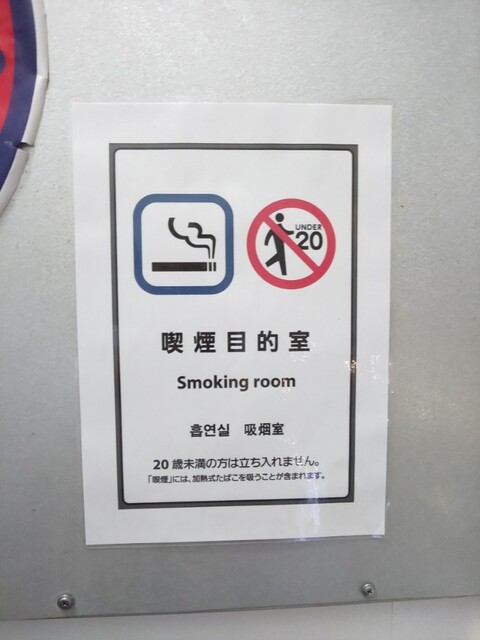 UNDER
20
喫煙目的室
Smoking room
흡연실 吸烟室
20歳未満の方は立ち入れません。
「喫煙」には、加熱式たばこを吸うことが含まれます。